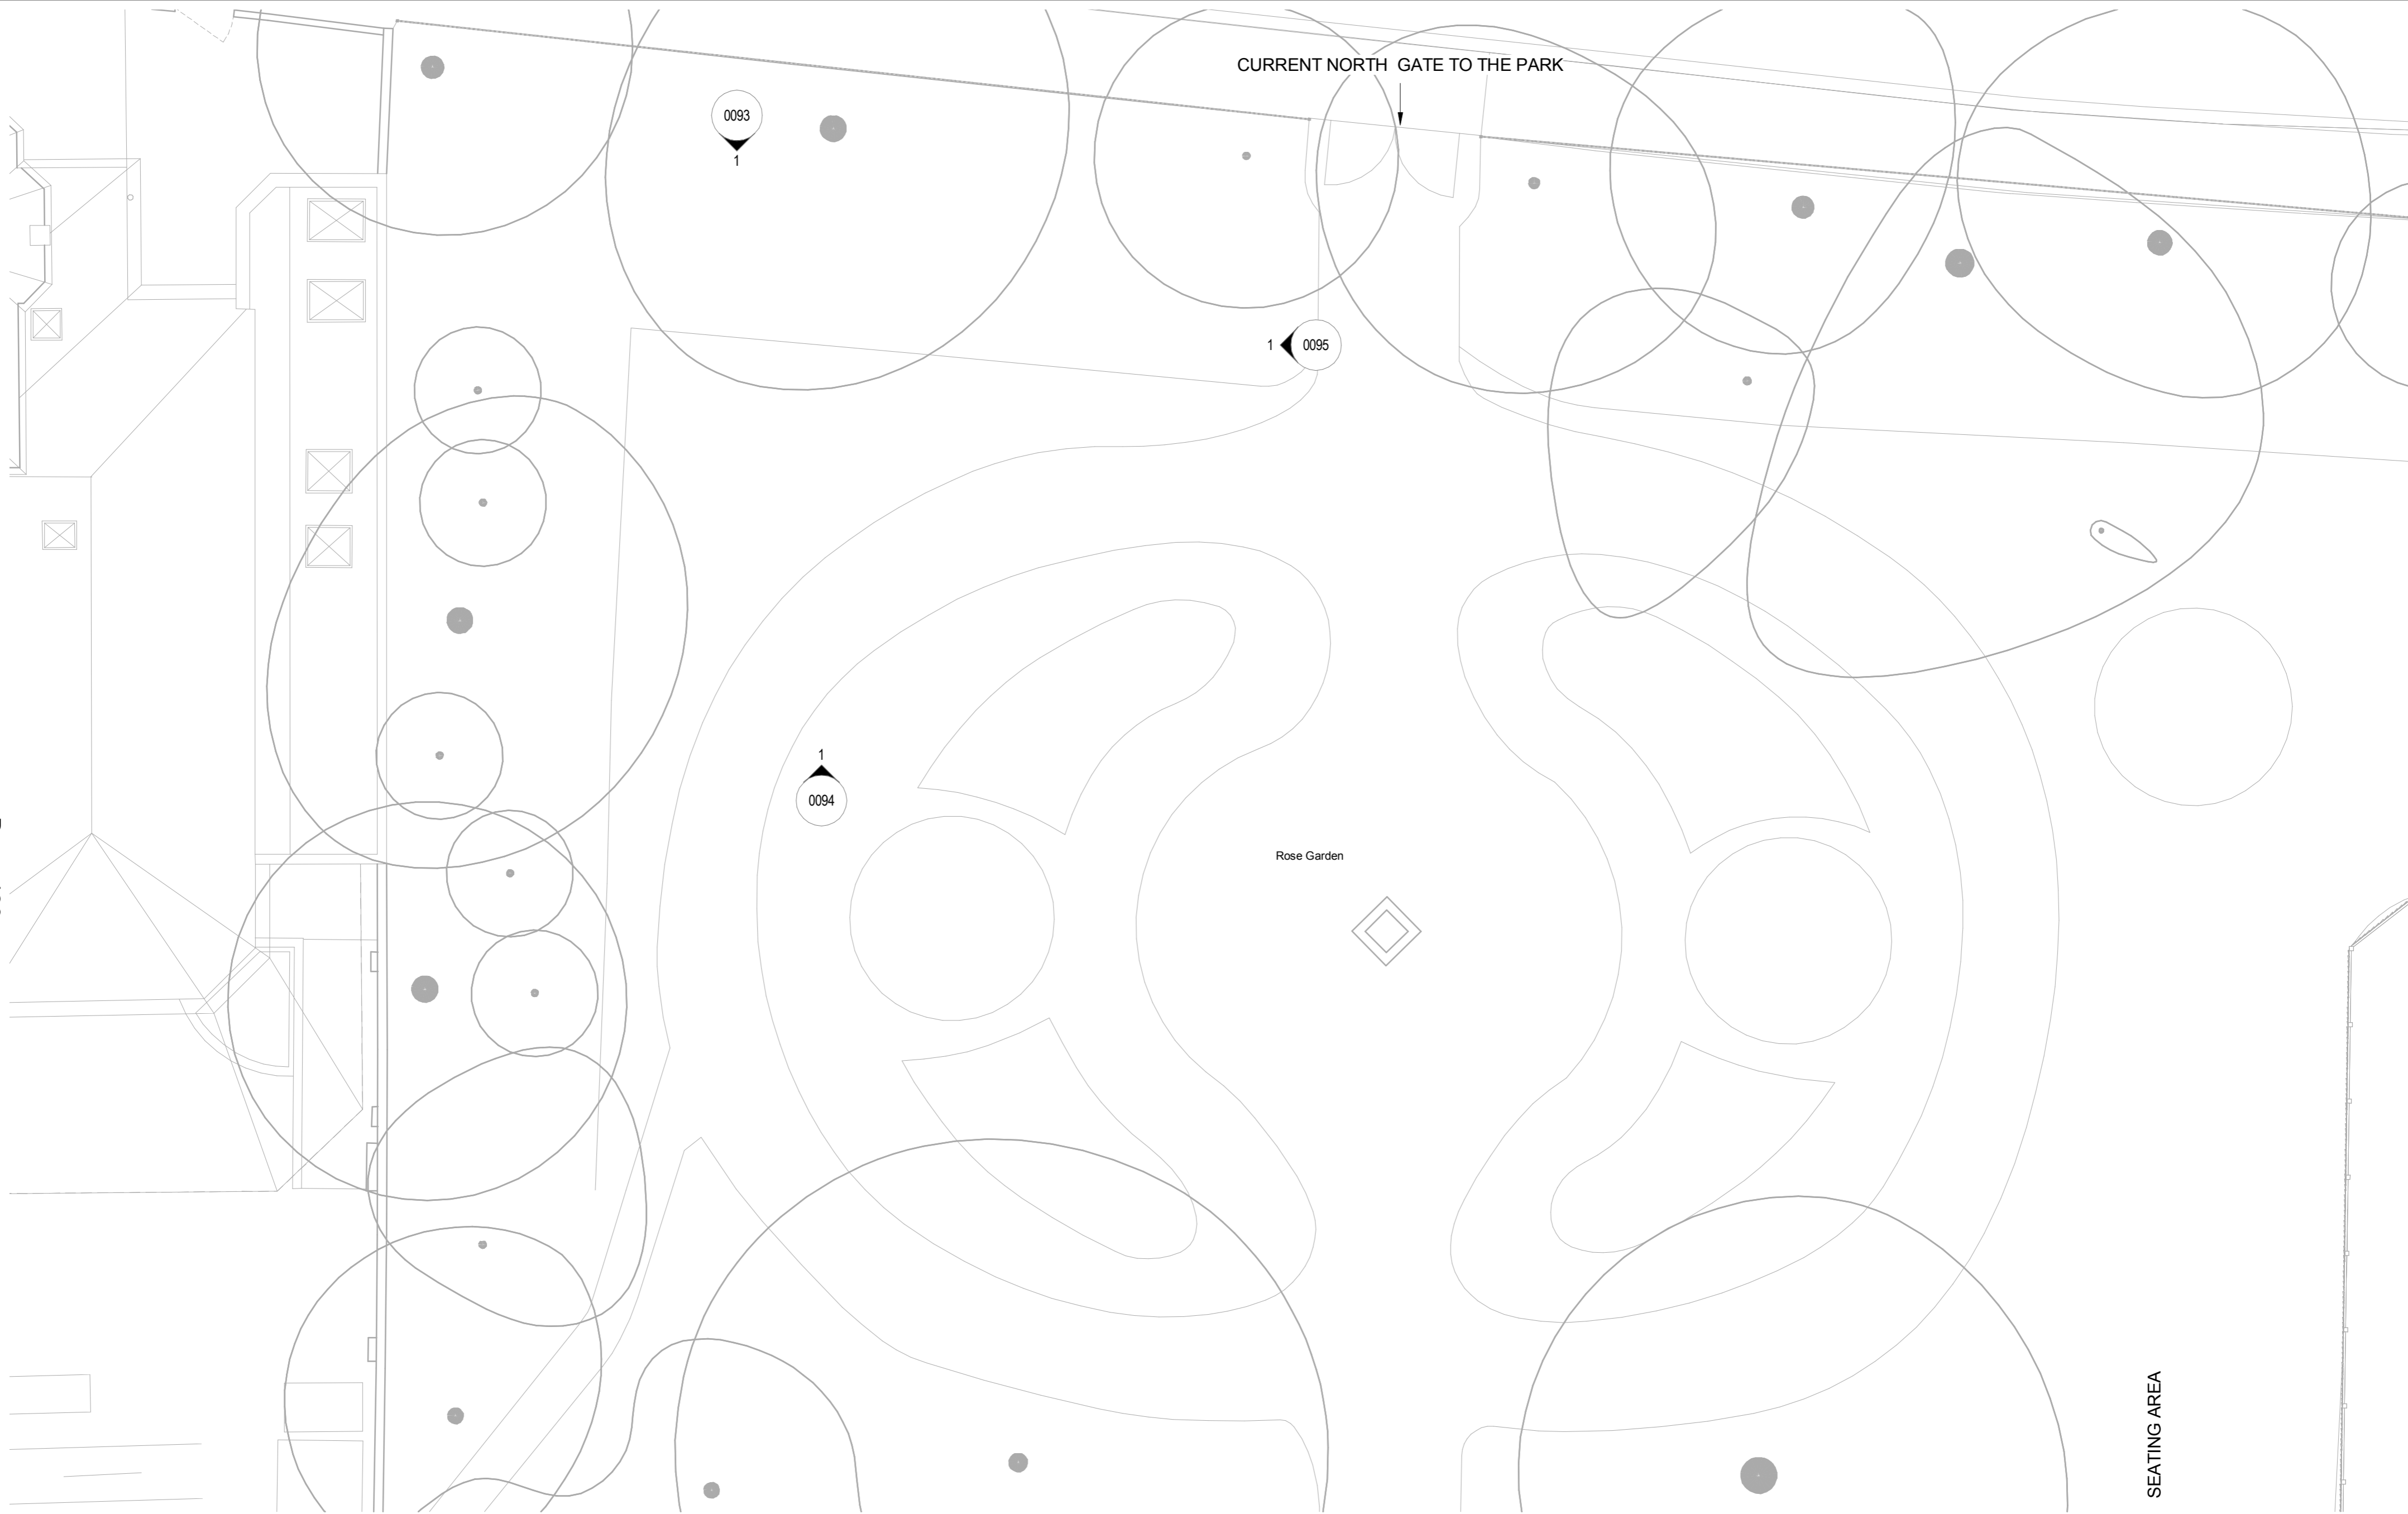 CURRENT NORTH GATE TO THE PARK
0093
1
1
0095
1
0094
Rose Garden
SEATING AREA